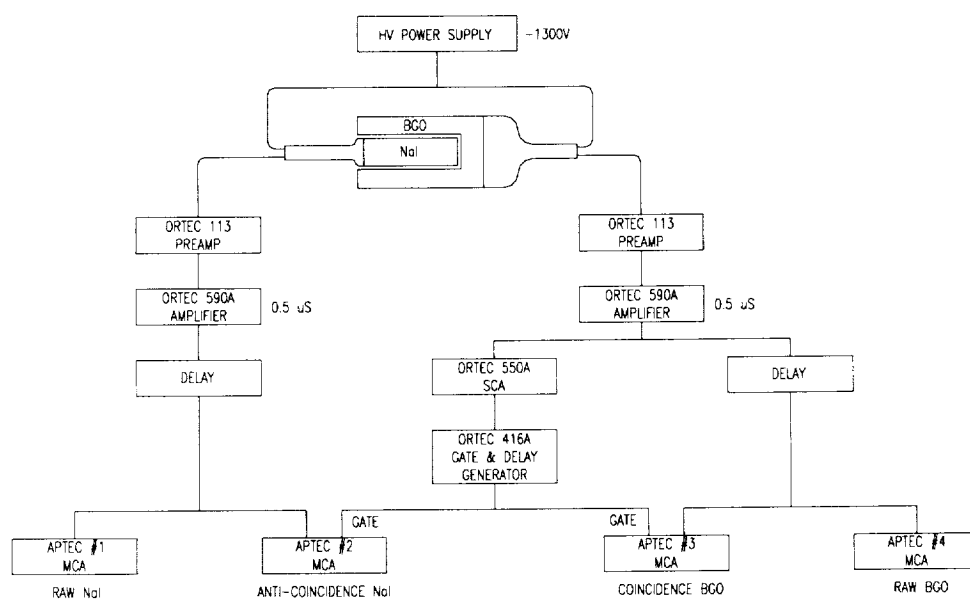 HV POWER SUPPLY
-1300V
BGO
NaI
ORTEC 113
PREAMP
ORTEC 113
PREAMP
ORTEC 590A
AMPLIFIER
0.5 uS
ORTEC 590A
AMPLIFIER
0.5 uS
DELAY
ORTEC 550A
SCA
DELAY
ORTEC 416A
GATE & DELAY
GENERATOR
GATE
GATE
APTEC #1
MCA
APTEC #2
MCA
APTEC #3
MCA
APTEC #4
MCA
RAW NaI
ANTI-COINCIDENCE NaI
COINCIDENCE BGO
RAW BGO